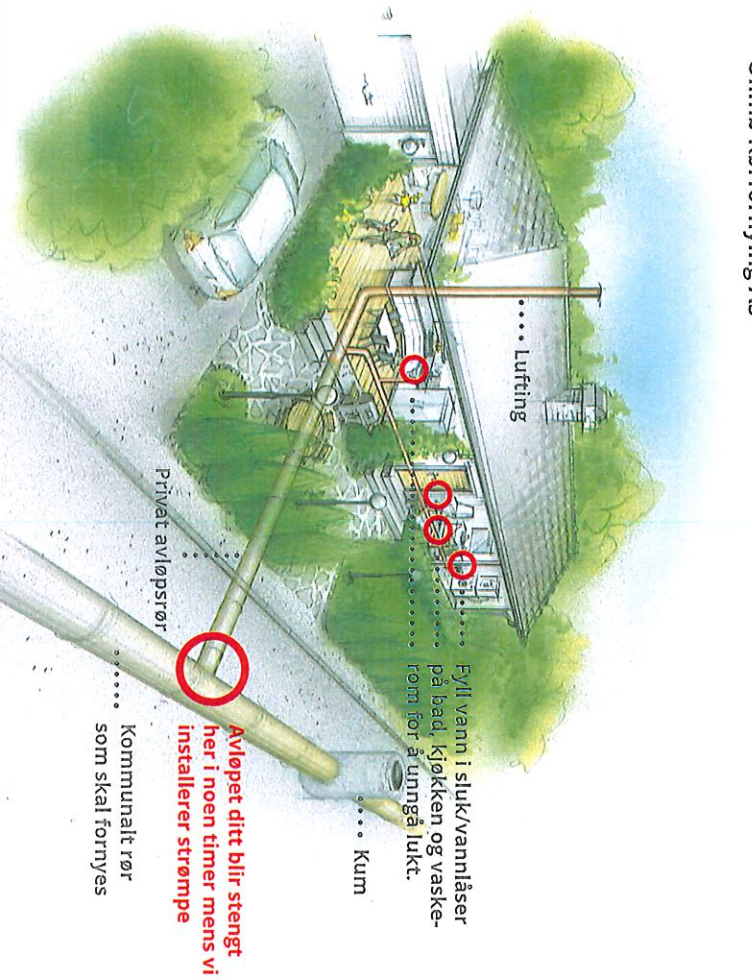 Lufting
Fyll vann i sluk/vannlåser
på bad, kjøkken og vaske-
rom for å unngå lukt.
Kum
Privat avløpsrør
Avløpet ditt blir stengt
her i noen timer mens vi
installerer strømpe
Kommunalt rør
som skal fornyes